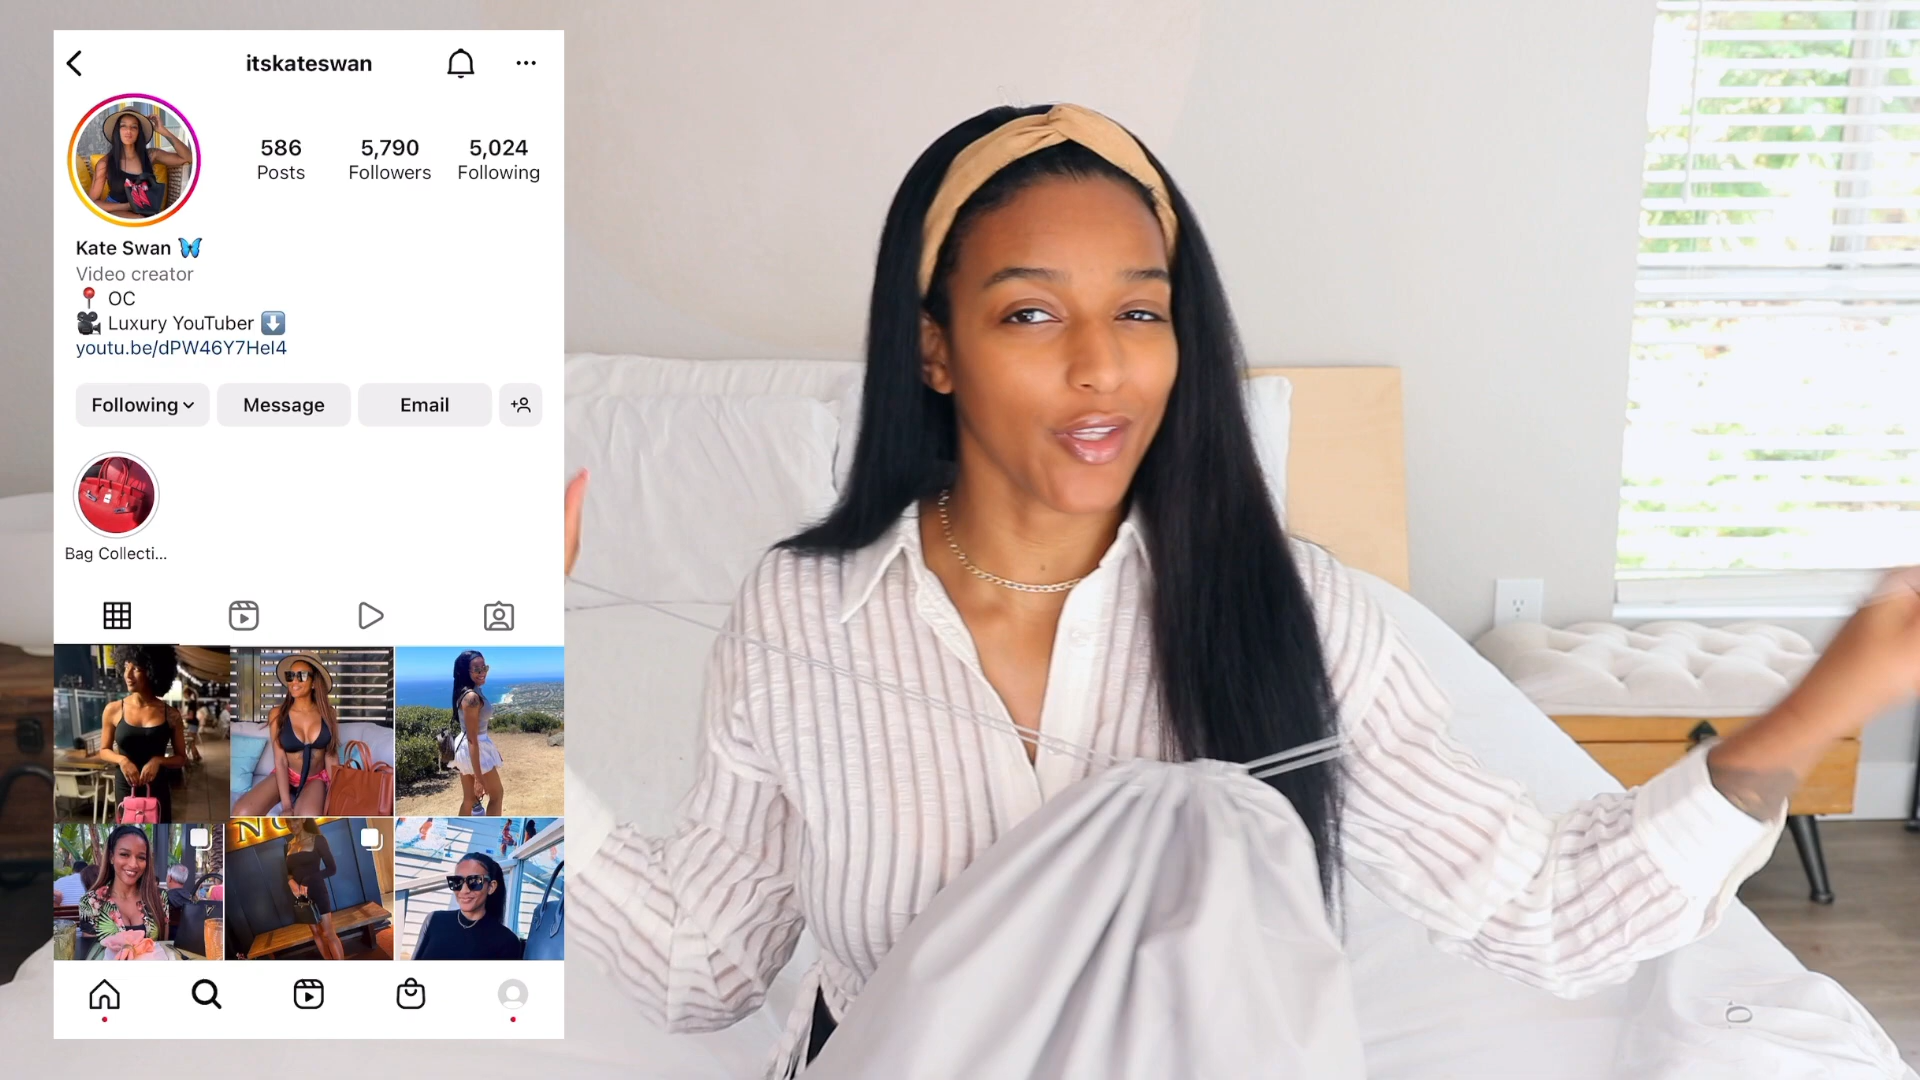 itskateswan
586
Posts
5,790
Followers
5,024
Following
Kate Swan 🦋
Video creator
📍 OC
🎥 Luxury YouTuber ⬇️
youtu.be/dPW46Y7HeI4
Following
Message
Email
Bag Collecti...